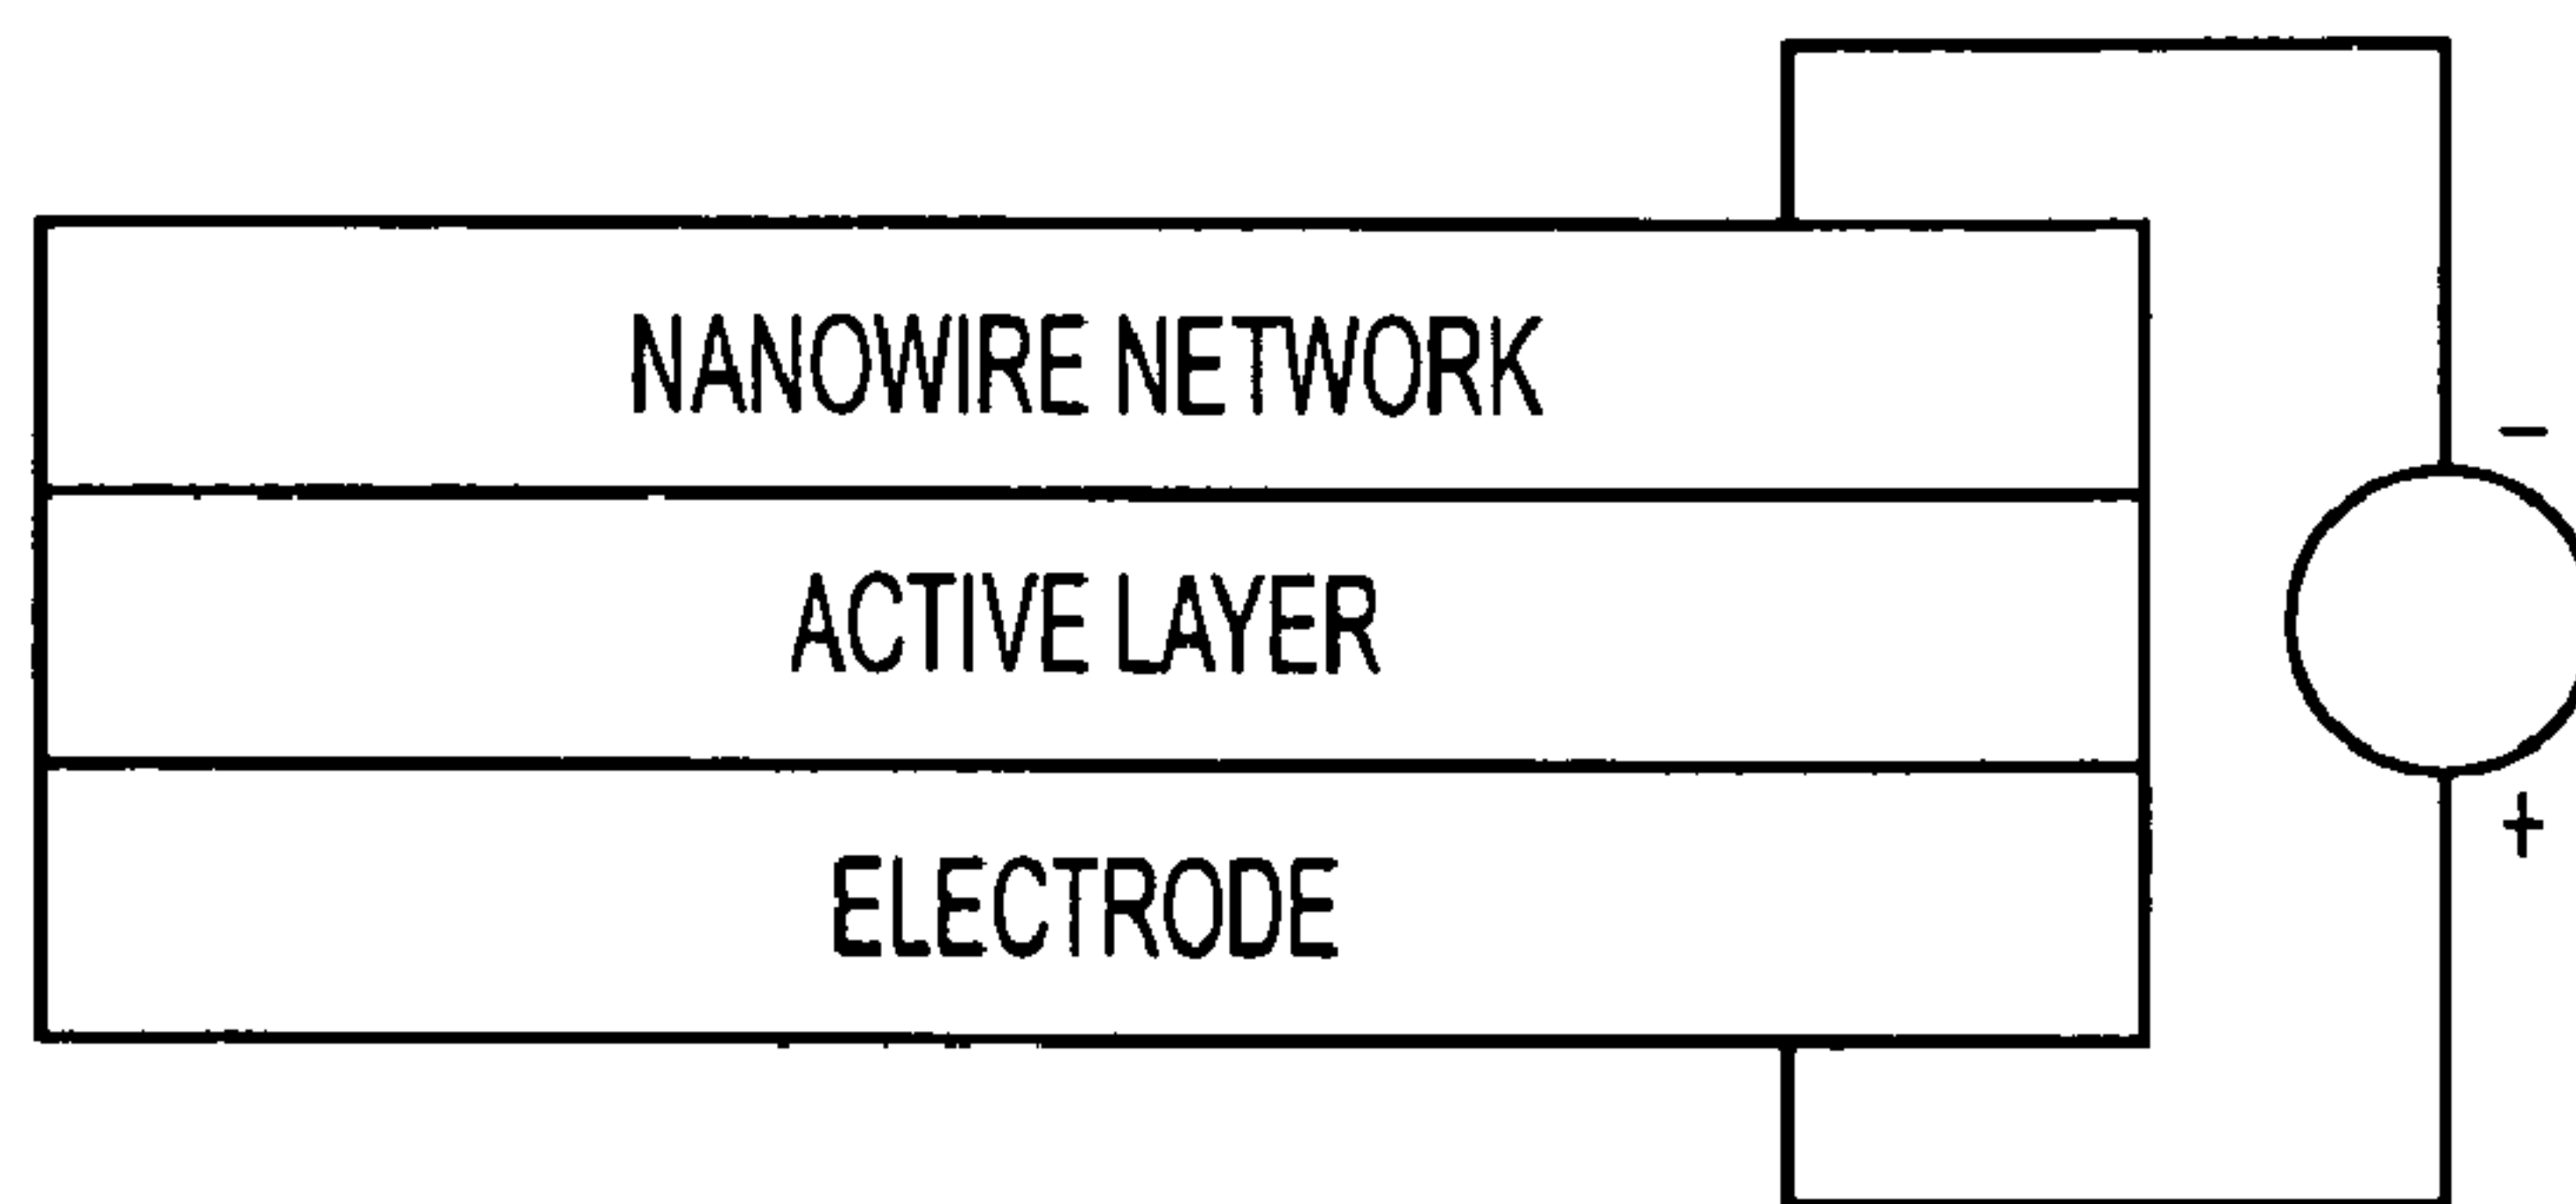 NANOWIRE NETWORK
−
ACTIVE LAYER
+
ELECTRODE